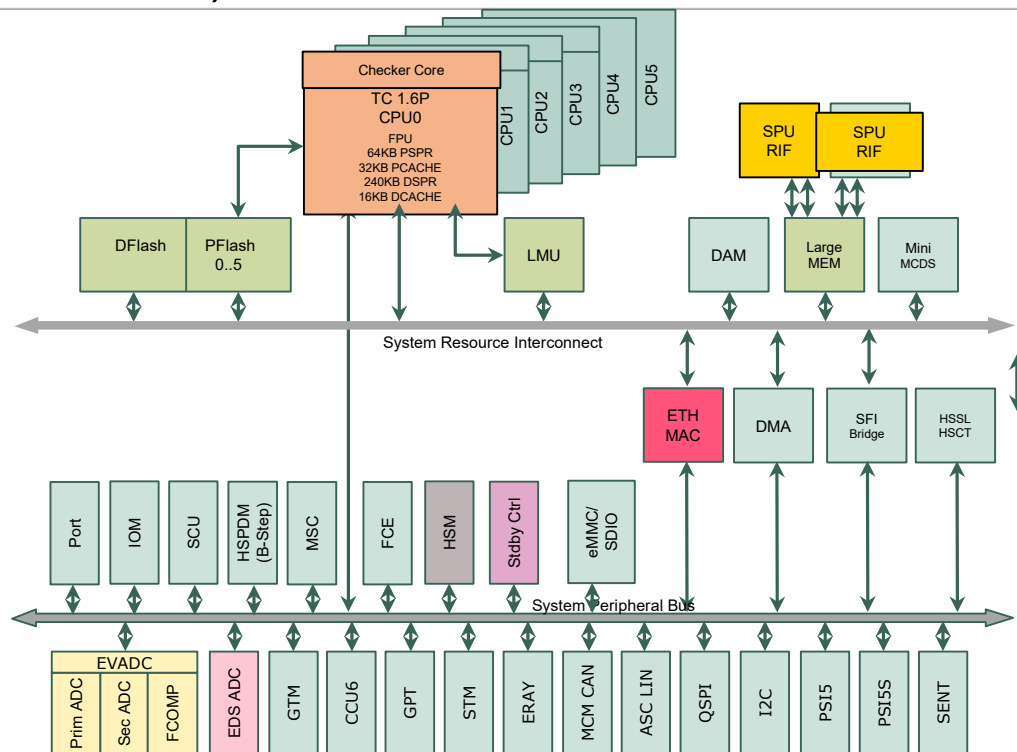 Checker Core
TC 1.6P
CPU0
FPU
64KB PSPR
32KB PCACHE
240KB DSPR
16KB DCACHE
CPU1
CPU2
CPU3
CPU4
CPU5
SPU
RIF
SPU
RIF
DFlash
PFlash
0..5
LMU
DAM
Large
MEM
Mini
MCDS
System Resource Interconnect
ETH
MAC
DMA
SFI
Bridge
HSSL
HSCT
Port
IOM
SCU
HSPDM
(B-Step)
MSC
FCE
HSM
Stdby Ctrl
eMMC/
SDIO
System Peripheral Bus
EVADC
Prim ADC
Sec ADC
FCOMP
EDS ADC
GTM
CCU6
GPT
STM
ERAY
MCM CAN
ASC LIN
QSPI
I2C
PSI5
PSI5S
SENT